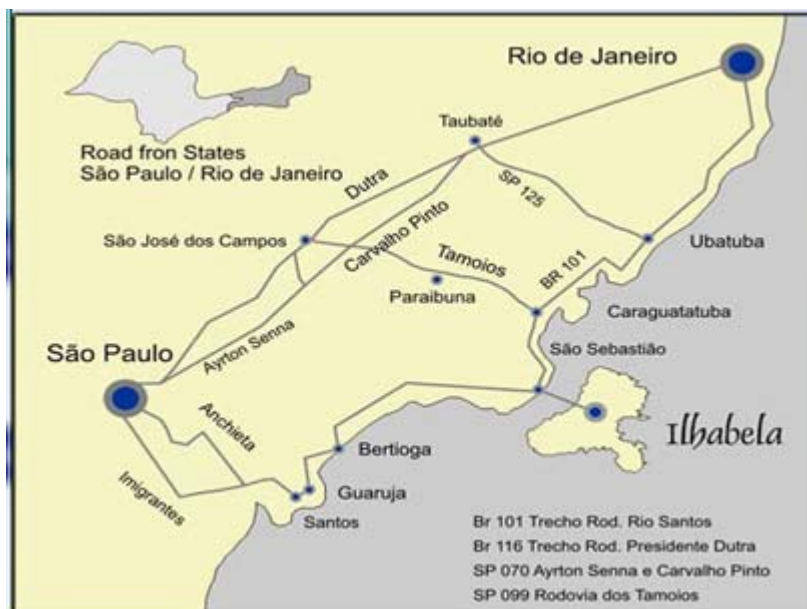 Rio de Janeiro
Taubaté
Road fron States
São Paulo / Rio de Janeiro
Dutra
SP 125
São José dos Campos
Carvalho Pinto
Ubatuba
Tamoios
BR 101
Paraibuna
Caraguatatuba
São Paulo
Ayrton Senna
São Sebastião
Anchieta
Ilhabela
Bertioga
Imigrantes
Guaruja
Santos
Br 101 Trecho Rod. Rio Santos
Br 116 Trecho Rod. Presidente Dutra
SP 070 Ayrton Senna e Carvalho Pinto
SP 099 Rodovia dos Tamoios